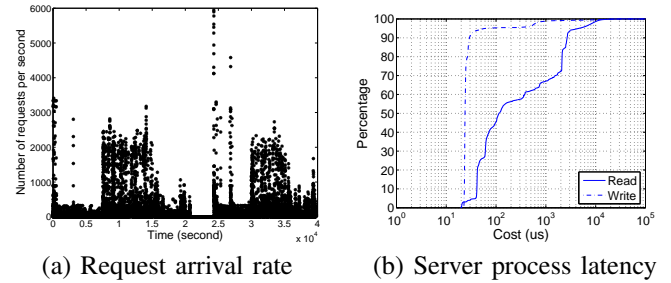 6000
5000
4000
3000
2000
1000
0
Number of requests per second
0 0.5 1 1.5 2 2.5 3 3.5 4
x 10^4
Time (second)
(a) Request arrival rate
100
90
80
70
60
50
40
30
20
10
0
Percentage
Read
Write
10^0 10^1 10^2 10^3 10^4 10^5
Cost (us)
(b) Server process latency